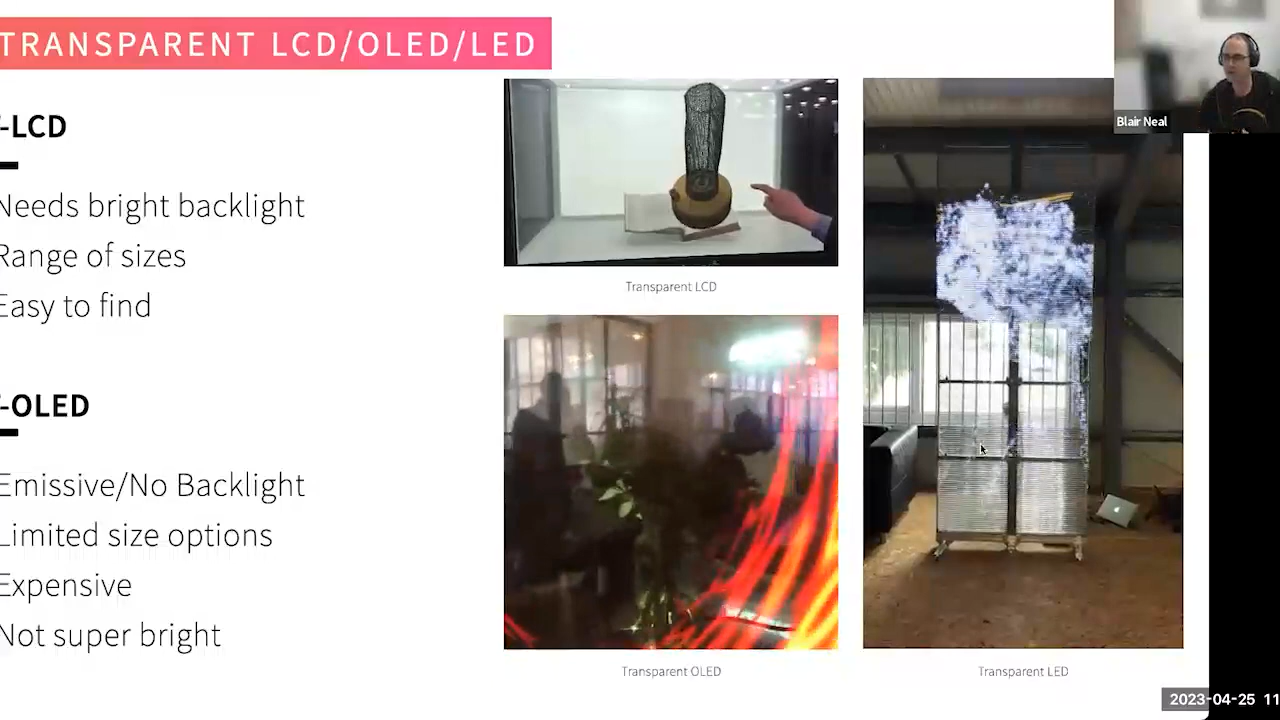 TRANSPARENT LCD/OLED/LED
-LCD
Needs bright backlight
Range of sizes
Easy to find
-OLED
Emissive/No Backlight
Limited size options
Expensive
Not super bright
Transparent LCD
Transparent OLED
Transparent LED
Blair Neal
2023-04-25 11